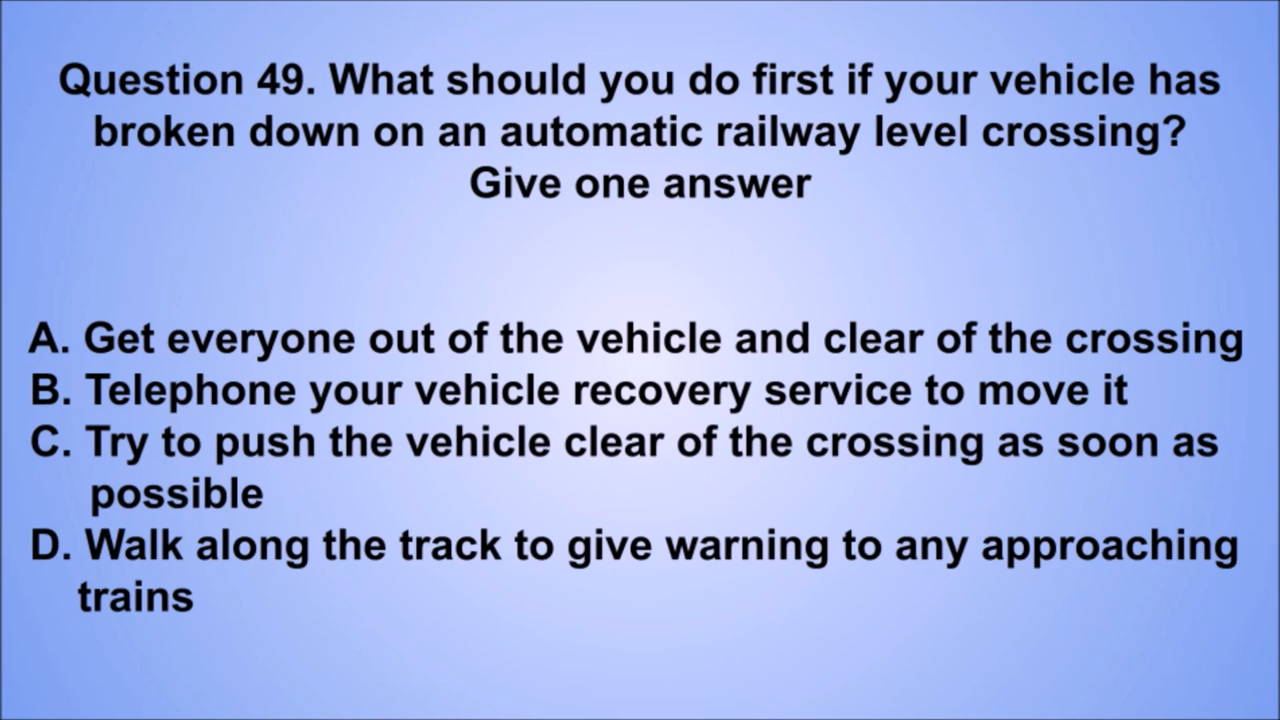 Question 49. What should you do first if your vehicle has
broken down on an automatic railway level crossing?
Give one answer
A. Get everyone out of the vehicle and clear of the crossing
B. Telephone your vehicle recovery service to move it
C. Try to push the vehicle clear of the crossing as soon as
possible
D. Walk along the track to give warning to any approaching
trains